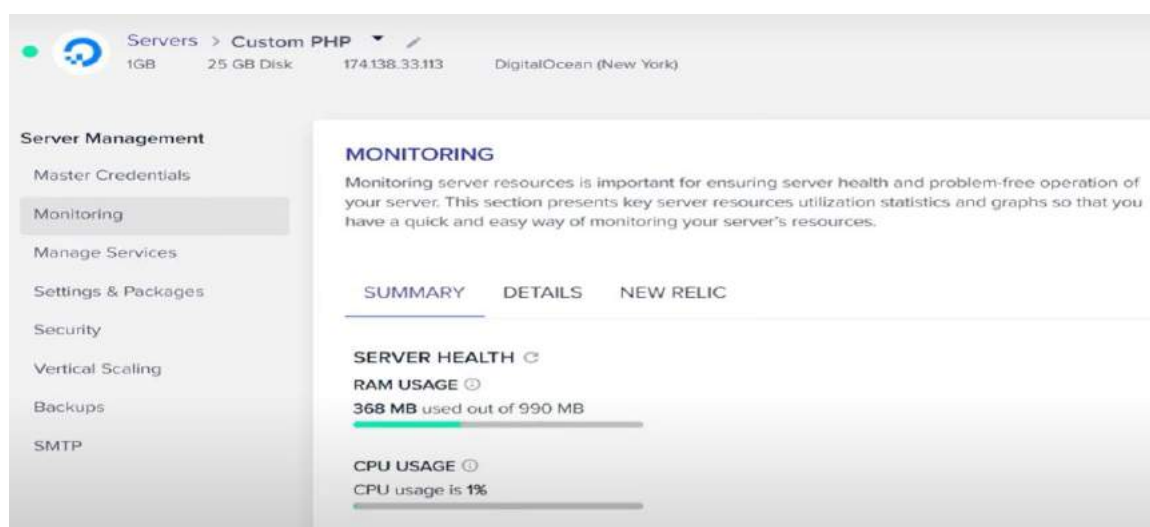 Servers > Custom PHP
1GB 25 GB Disk 174.138.33.113 DigitalOcean (New York)
Server Management
Master Credentials
Monitoring
Manage Services
Settings & Packages
Security
Vertical Scaling
Backups
SMTP
MONITORING
Monitoring server resources is important for ensuring server health and problem-free operation of
your server. This section presents key server resources utilization statistics and graphs so that you
have a quick and easy way of monitoring your server's resources.
SUMMARY DETAILS NEW RELIC
SERVER HEALTH
RAM USAGE
368 MB used out of 990 MB
CPU USAGE
CPU usage is 1%